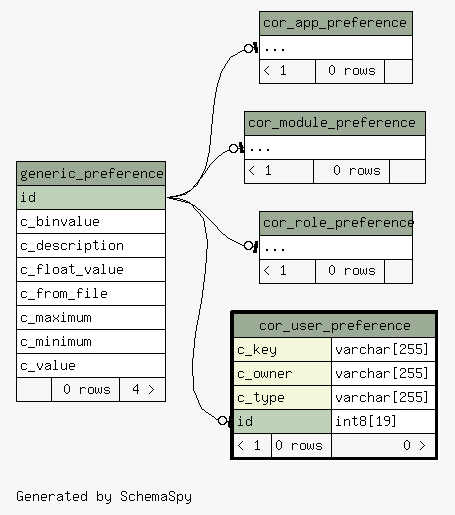 cor_app_preference
...
< 1 0 rows
cor_module_preference
...
< 1 0 rows
generic_preference
id
c_binvalue
c_description
c_float_value
c_from_file
c_maximum
c_minimum
c_value
0 rows 4 >
cor_role_preference
...
< 1 0 rows
cor_user_preference
c_key varchar[255]
c_owner varchar[255]
c_type varchar[255]
id int8[19]
< 1 0 rows 0 >
Generated by SchemaSpy